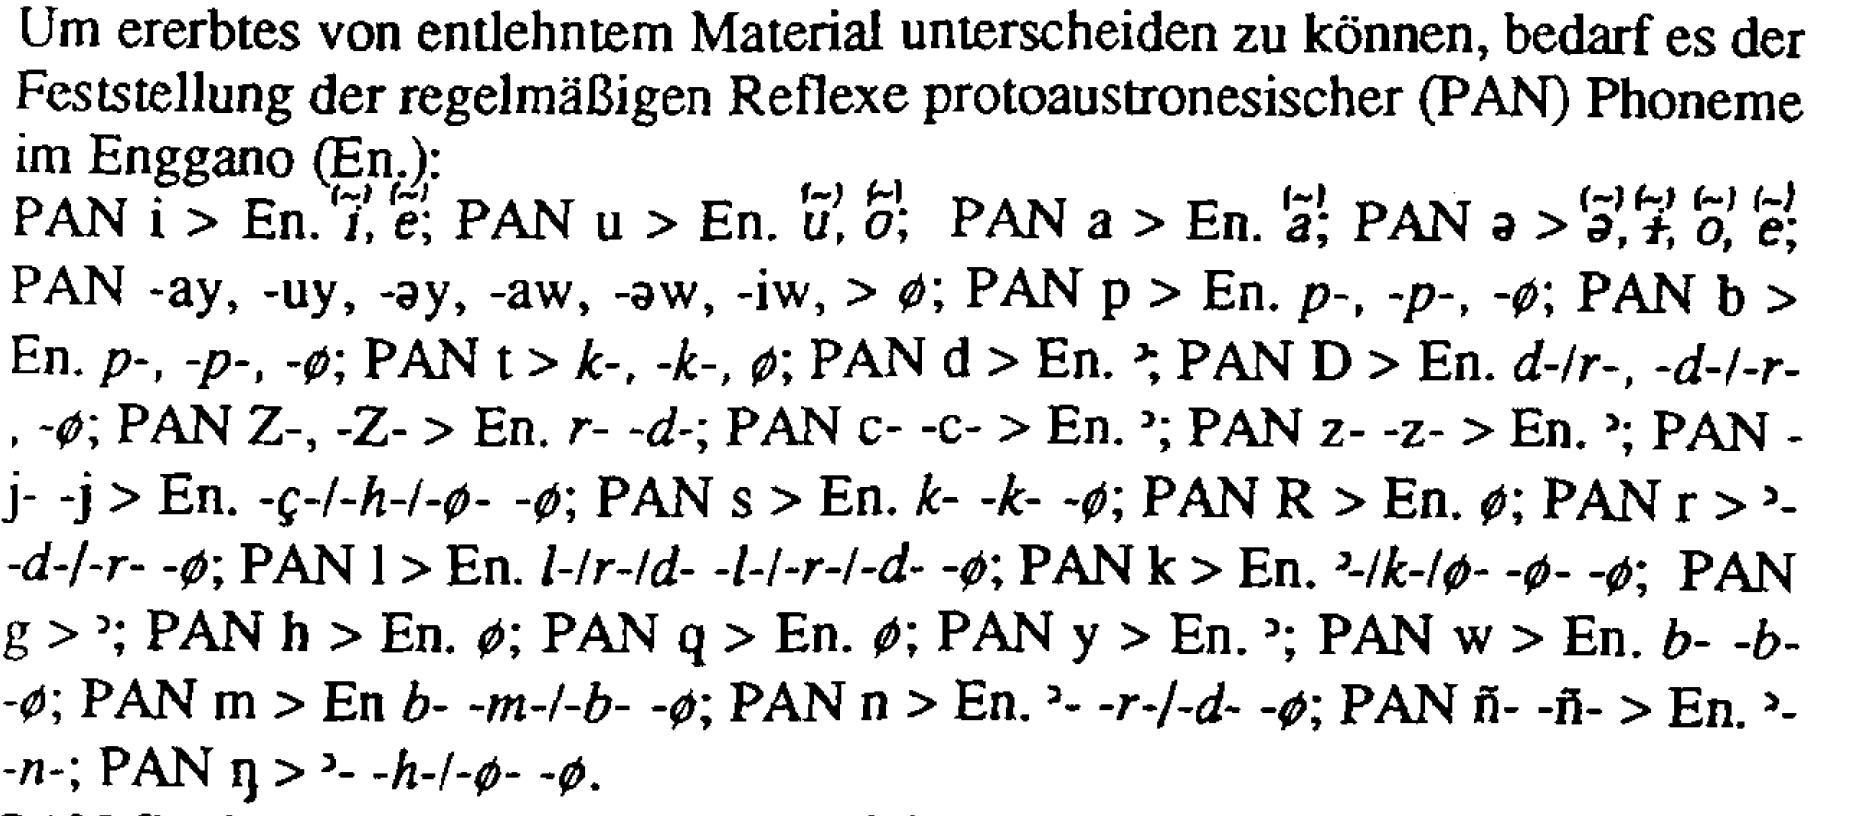 Um ererbtes von entlehntem Material unterscheiden zu können, bedarf es der
Feststellung der regelmäßigen Reflexe protoaustronesischer (PAN) Phoneme
im Enggano (En.):
PAN i > En. (~)i, (~)e; PAN u > En. (~)u, (~)o; PAN a > En. (~)a; PAN ə > (~)ə, (~)ɨ, (~)o, (~)e;
PAN -ay, -uy, -əy, -aw, -əw, -iw, > ø; PAN p > En. p-, -p-, -ø; PAN b >
En. p-, -p-, -ø; PAN t > k-, -k-, ø; PAN d > En. ʾ; PAN D > En. d-/r-, -d-/-r-
, -ø; PAN Z-, -Z- > En. r- -d-; PAN c- -c- > En. ʾ; PAN z- -z- > En. ʾ; PAN -
j- -j > En. -ç-/-h-/-ø- -ø; PAN s > En. k- -k- -ø; PAN R > En. ø; PAN r > ʾ-
-d-/-r- -ø; PAN l > En. l-/r-/d- -l-/-r-/-d- -ø; PAN k > En. ʾ-/k-/ø- -ø- -ø; PAN
g > ʾ; PAN h > En. ø; PAN q > En. ø; PAN y > En. ʾ; PAN w > En. b- -b-
-ø; PAN m > En b- -m-/-b- -ø; PAN n > En. ʾ- -r-/-d- -ø; PAN ñ- -ñ- > En. ʾ-
-n-; PAN ŋ > ʾ- -h-/-ø- -ø.